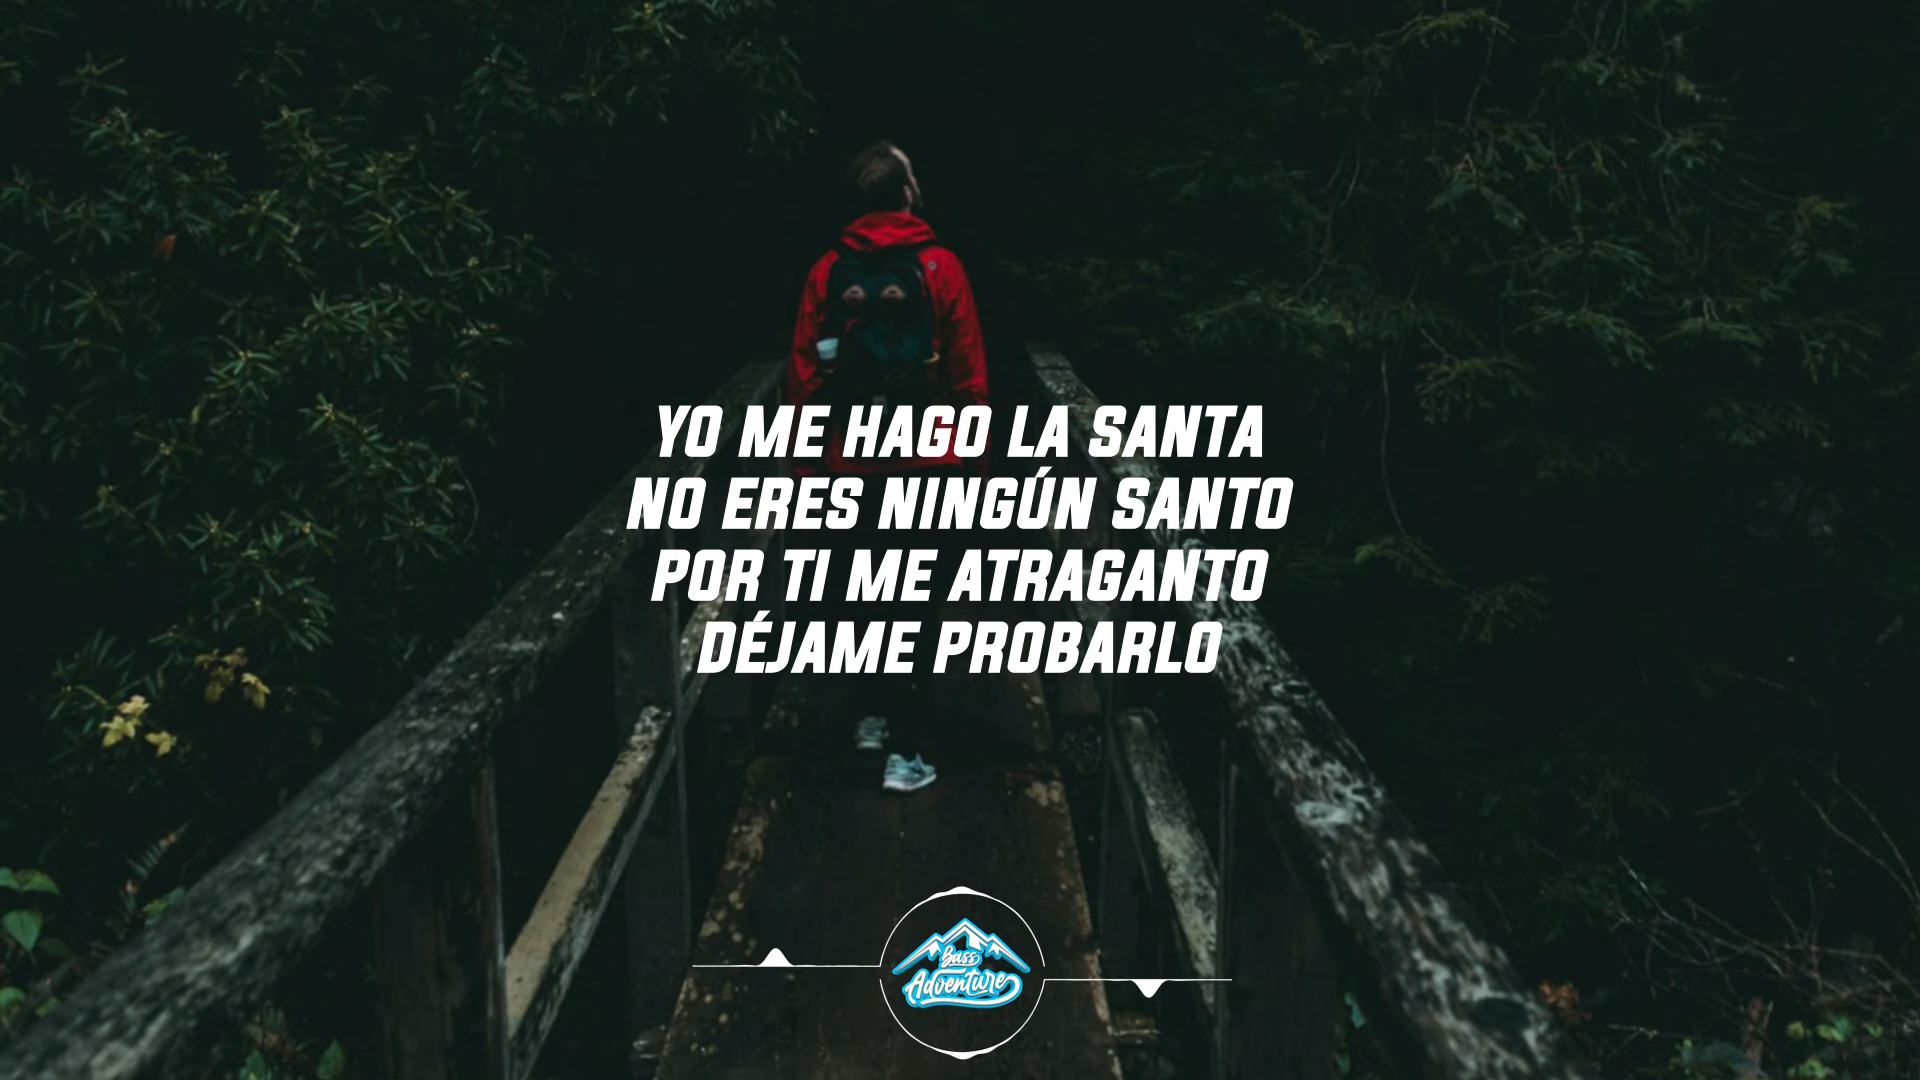 YO ME HAGO LA SANTA
NO ERES NINGÚN SANTO
POR TI ME ATRAGANTO
DÉJAME PROBARLO
Bass
Adventure